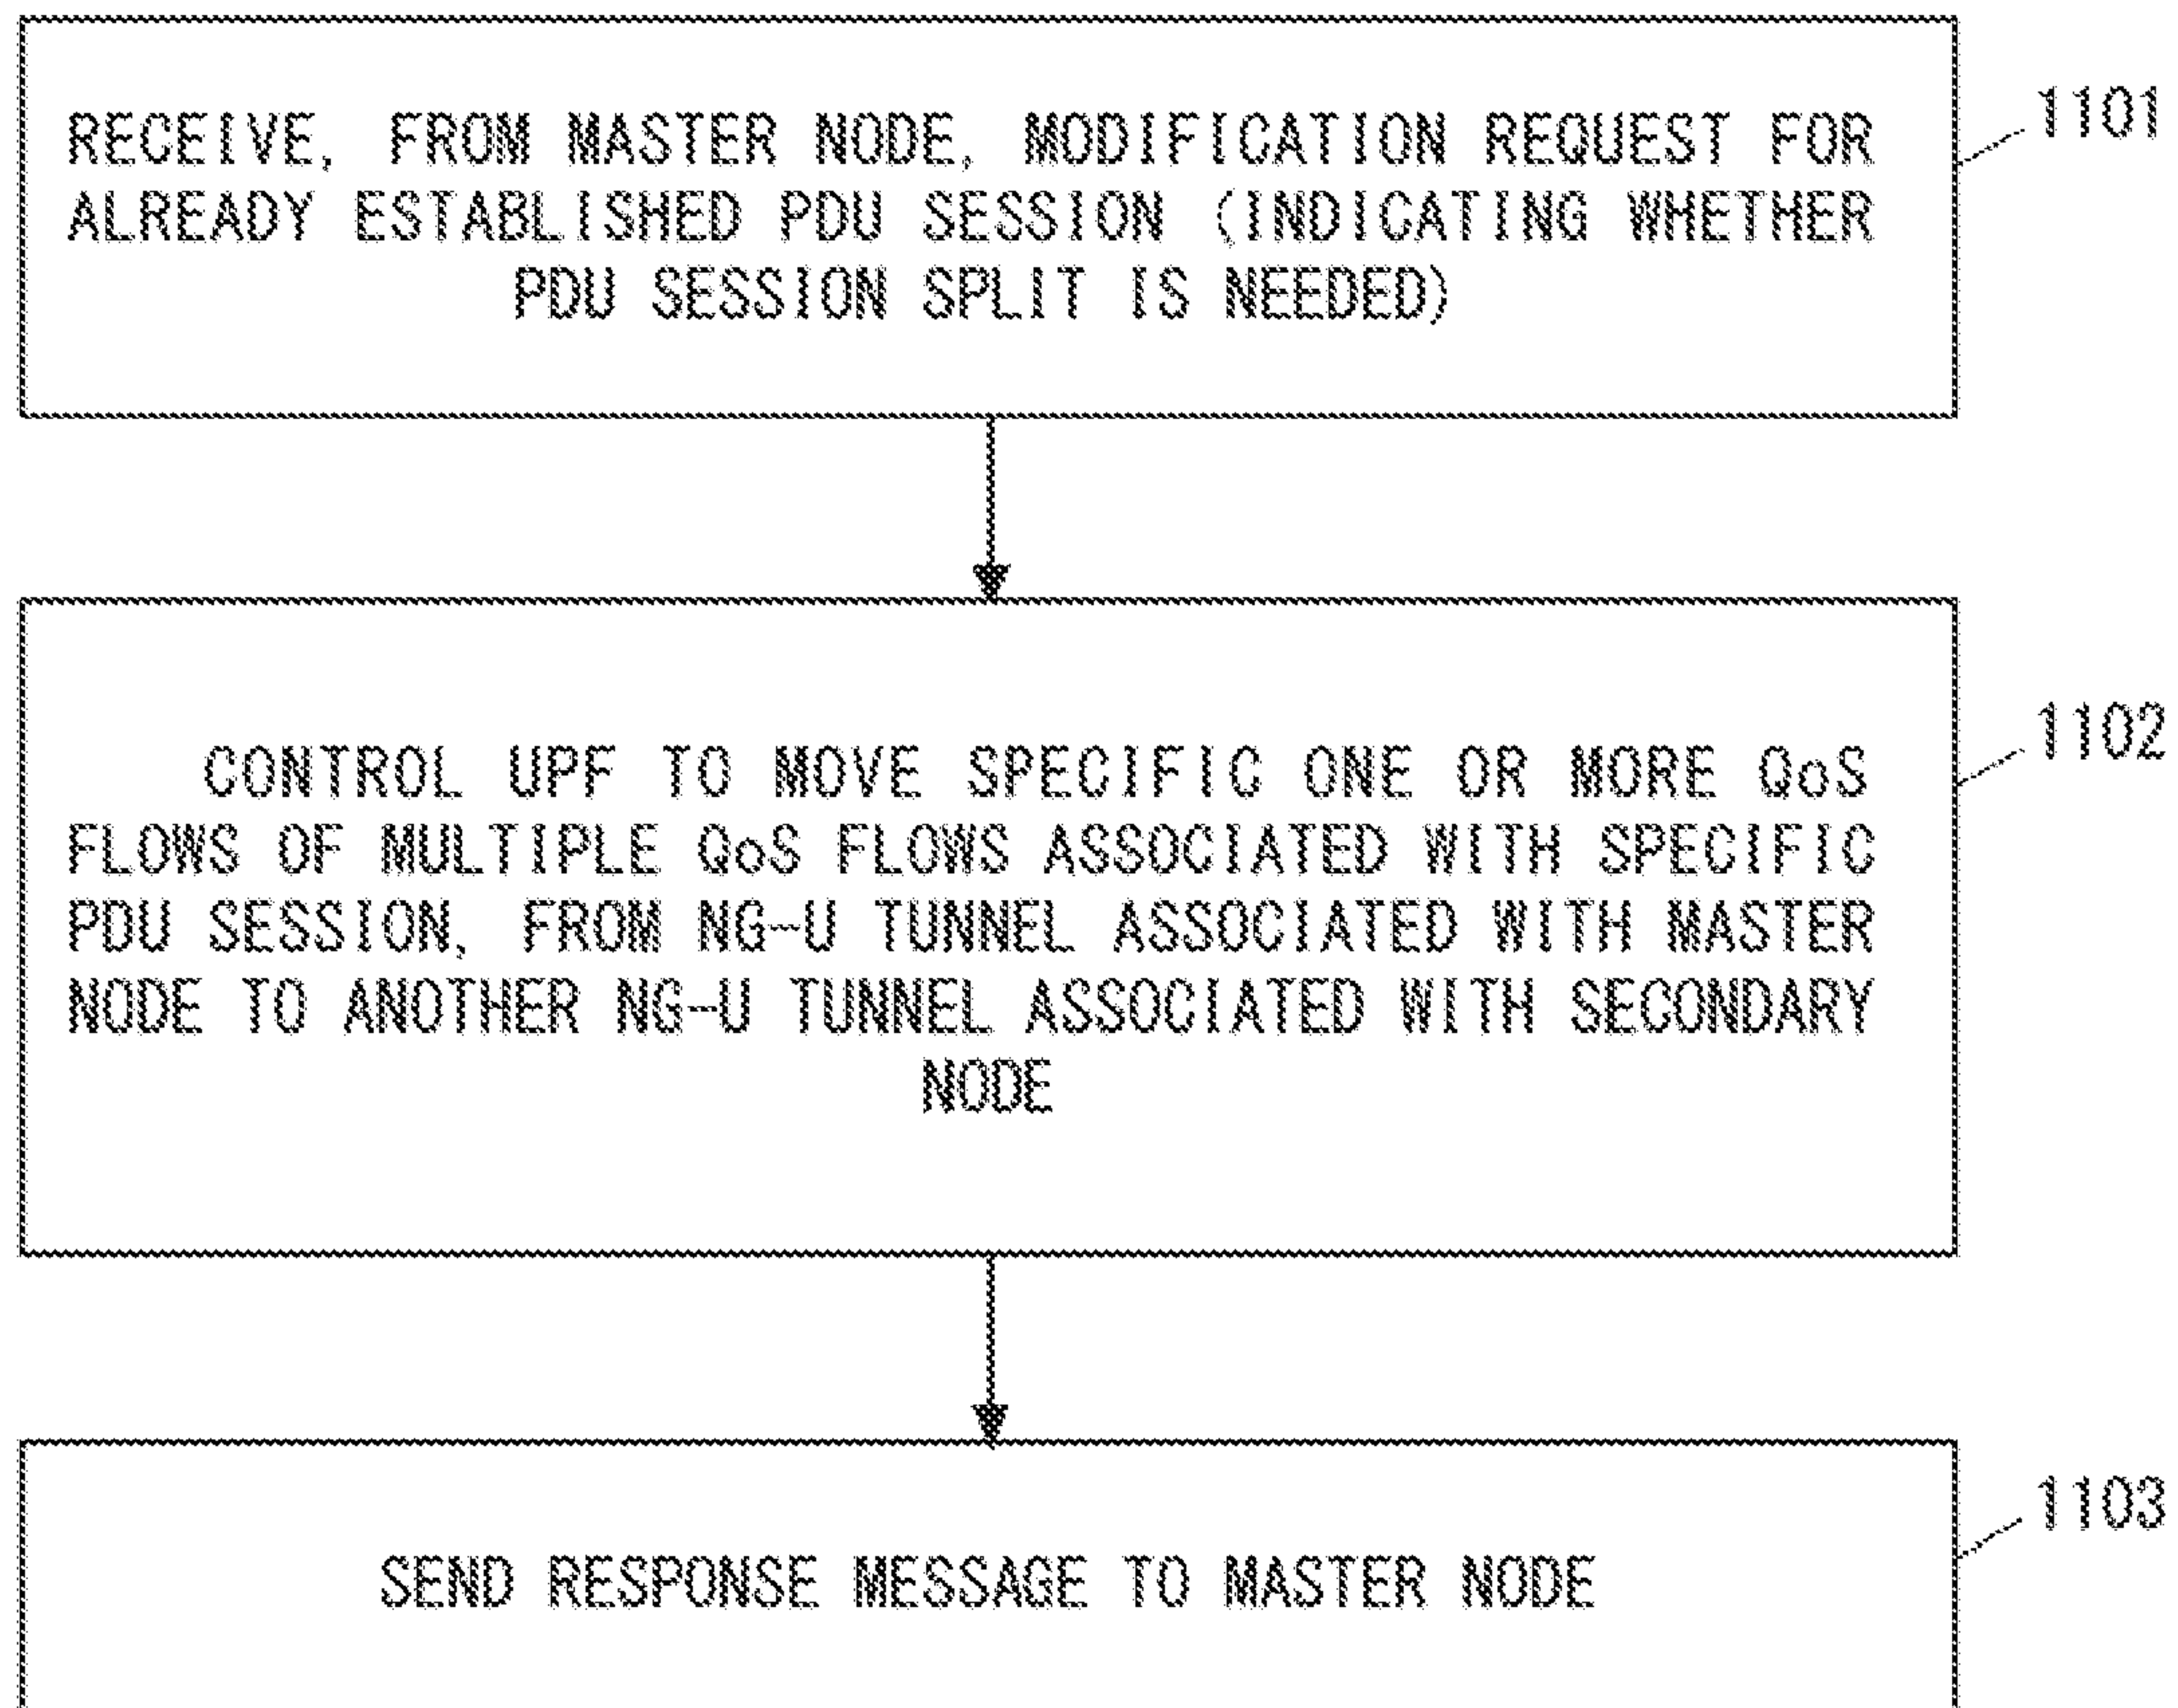 RECEIVE, FROM MASTER NODE, MODIFICATION REQUEST FOR
ALREADY ESTABLISHED PDU SESSION (INDICATING WHETHER
PDU SESSION SPLIT IS NEEDED)
1101
CONTROL UPF TO MOVE SPECIFIC ONE OR MORE QoS
FLOWS OF MULTIPLE QoS FLOWS ASSOCIATED WITH SPECIFIC
PDU SESSION, FROM NG-U TUNNEL ASSOCIATED WITH MASTER
NODE TO ANOTHER NG-U TUNNEL ASSOCIATED WITH SECONDARY
NODE
1102
SEND RESPONSE MESSAGE TO MASTER NODE
1103